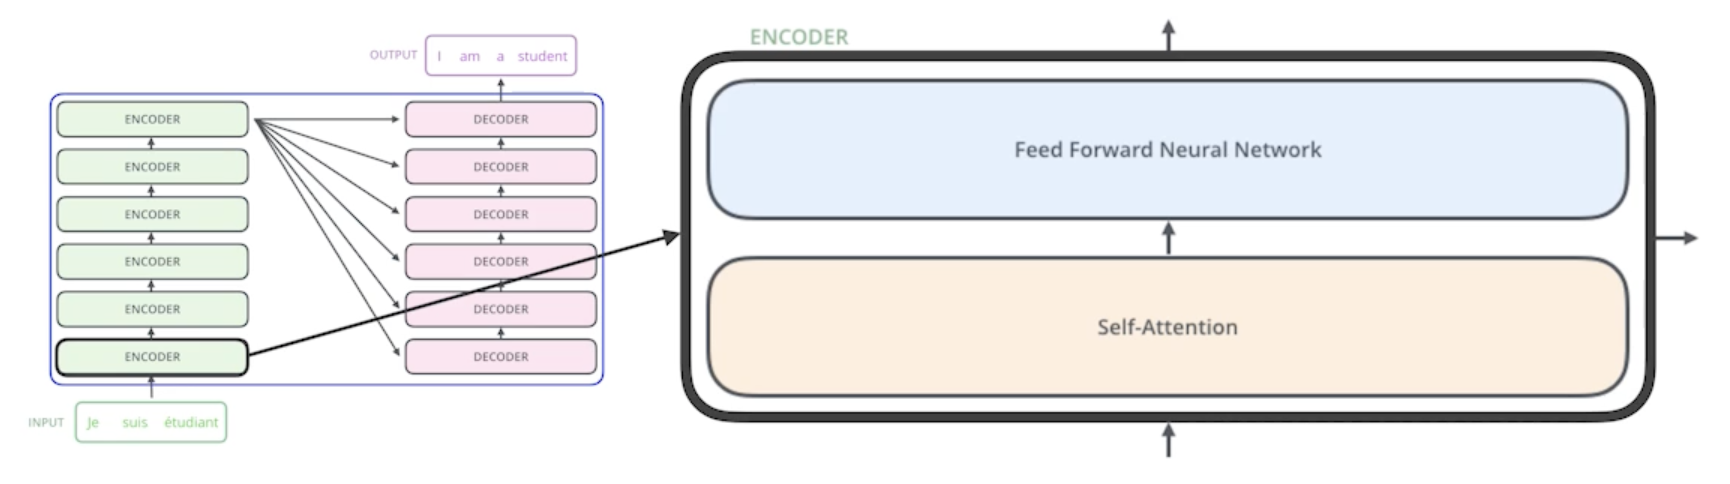 OUTPUT I am a student
ENCODER
ENCODER
ENCODER
ENCODER
ENCODER
ENCODER
DECODER
DECODER
DECODER
DECODER
DECODER
DECODER
INPUT Je suis étudiant
ENCODER
Feed Forward Neural Network
Self-Attention